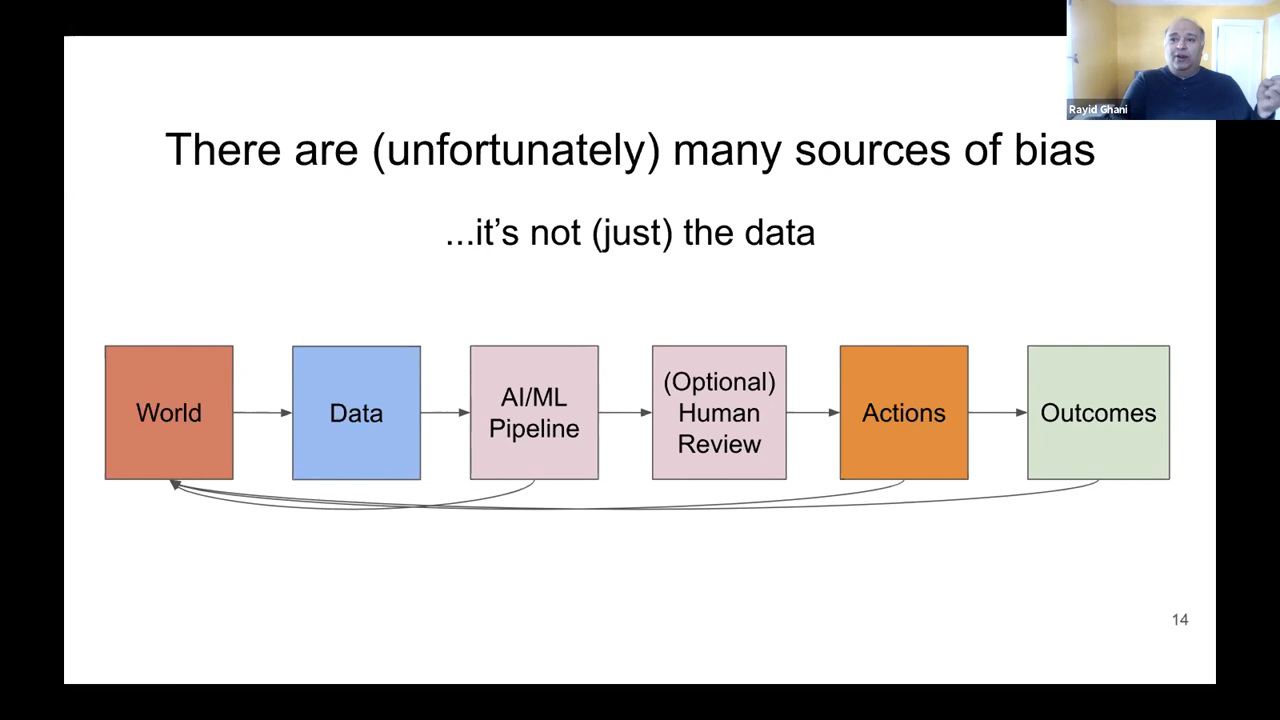 Rayid Ghani
There are (unfortunately) many sources of bias
...it's not (just) the data
World
Data
AI/ML
Pipeline
(Optional)
Human
Review
Actions
Outcomes
14